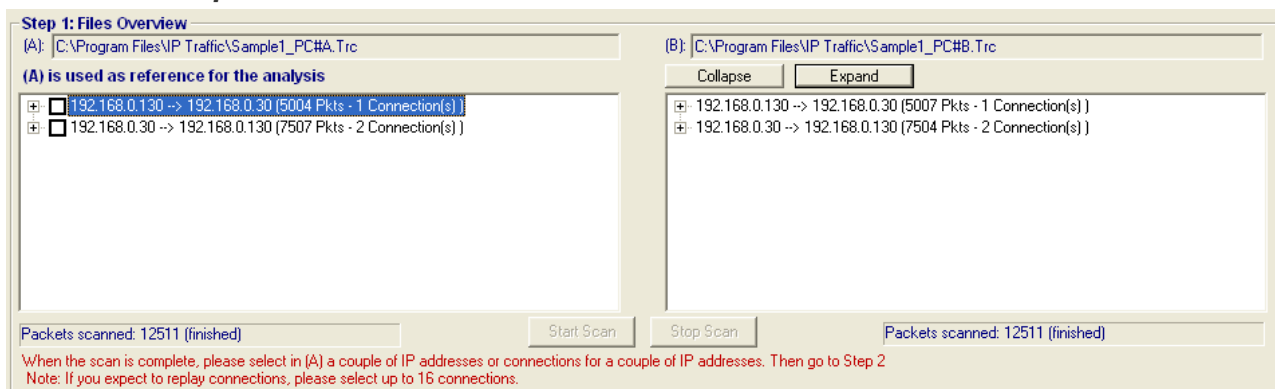 Step 1: Files Overview
(A): C:\Program Files\IP Traffic\Sample1_PC#A.Trc
(B): C:\Program Files\IP Traffic\Sample1_PC#B.Trc
(A) is used as reference for the analysis
Collapse
Expand
192.168.0.130 --> 192.168.0.30 (5004 Pkts - 1 Connection(s) )
192.168.0.30 --> 192.168.0.130 (7507 Pkts - 2 Connection(s) )
192.168.0.130 --> 192.168.0.30 (5007 Pkts - 1 Connection(s) )
192.168.0.30 --> 192.168.0.130 (7504 Pkts - 2 Connection(s) )
Packets scanned: 12511 (finished)
Start Scan
Stop Scan
Packets scanned: 12511 (finished)
When the scan is complete, please select in (A) a couple of IP addresses or connections for a couple of IP addresses. Then go to Step 2
Note: If you expect to replay connections, please select up to 16 connections.